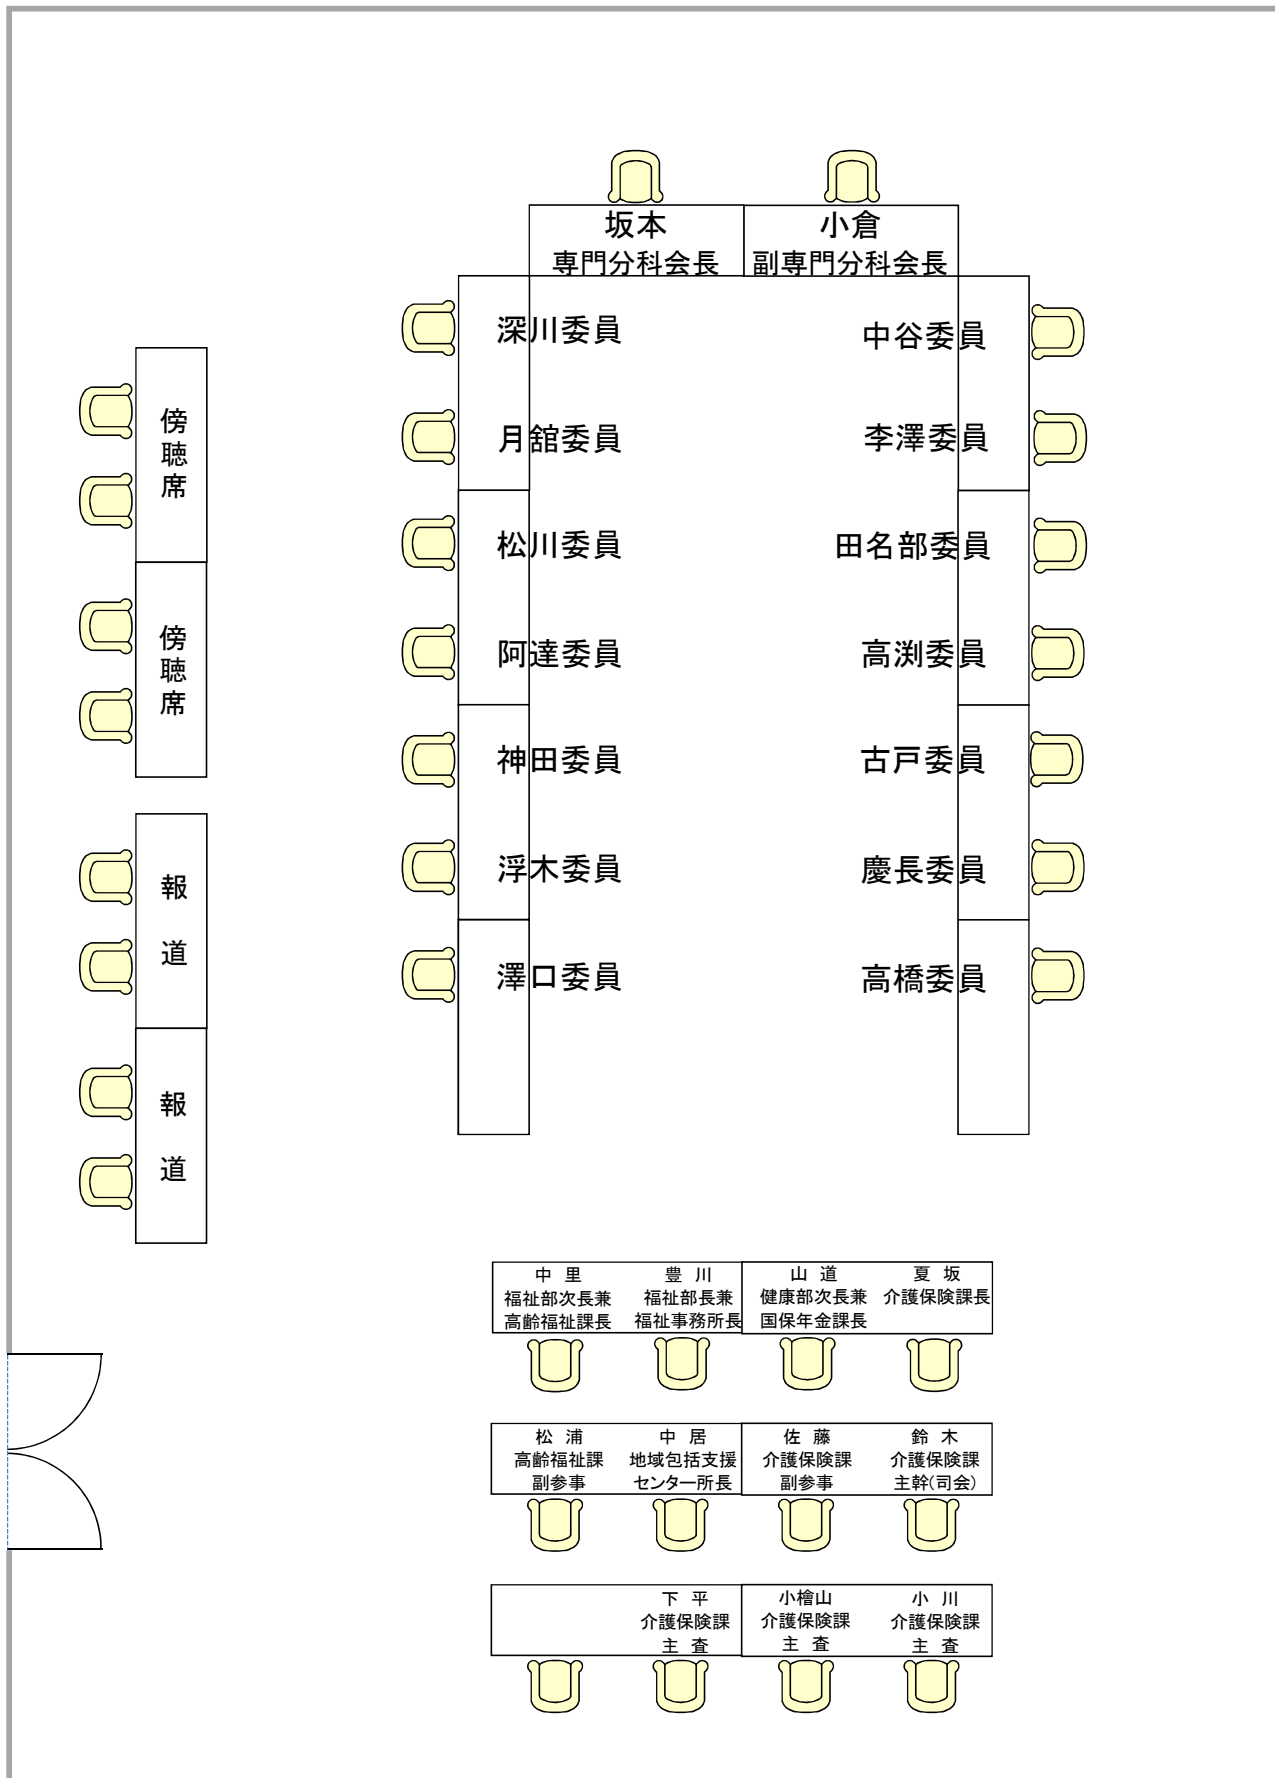 坂本
専門分科会長
小倉
副専門分科会長
深川委員
中谷委員
月舘委員
李澤委員
松川委員
田名部委員
阿達委員
高渕委員
神田委員
古戸委員
浮木委員
慶長委員
澤口委員
高橋委員
傍聴席
傍聴席
報道
報道
中里
福祉部次長兼
高齢福祉課長
豊川
福祉部長兼
福祉事務所長
山道
健康部次長兼
国保年金課長
夏坂
介護保険課長
松浦
高齢福祉課
副参事
中居
地域包括支援
センター所長
佐藤
介護保険課
副参事
鈴木
介護保険課
主幹(司会)
下平
介護保険課
主査
小檜山
介護保険課
主査
小川
介護保険課
主査